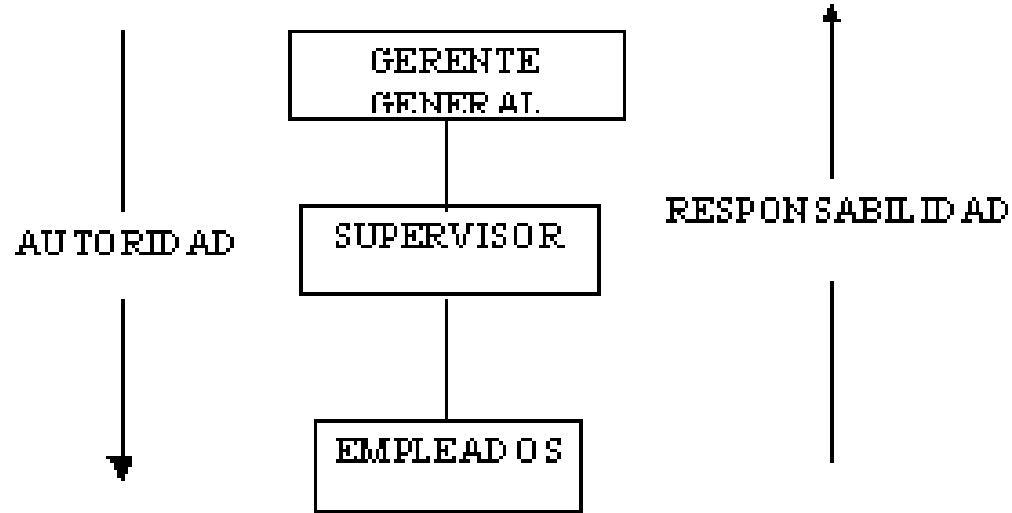 GERENTE
GENERAL
SUPERVISOR
AUTORIDAD
RESPONSABILIDAD
EMPLEADOS